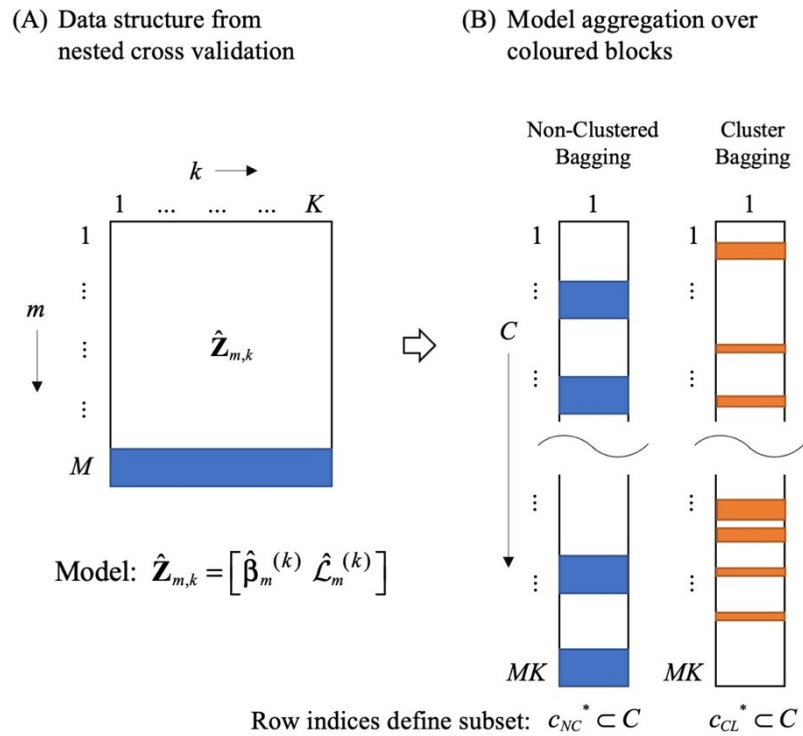 (A) Data structure from
nested cross validation
k
1 ... ... ... K
1
⋮
m
⋮
⋮
M
Ẑm,k
Model: Ẑm,k = [β̂m(k) ℒ̂m(k)]
(B) Model aggregation over
coloured blocks
Non-Clustered
Bagging
1
1
⋮
C
⋮
⋮
⋮
MK
Cluster
Bagging
1
1
⋮
⋮
⋮
⋮
MK
Row indices define subset: cNC* ⊂ C cCL* ⊂ C